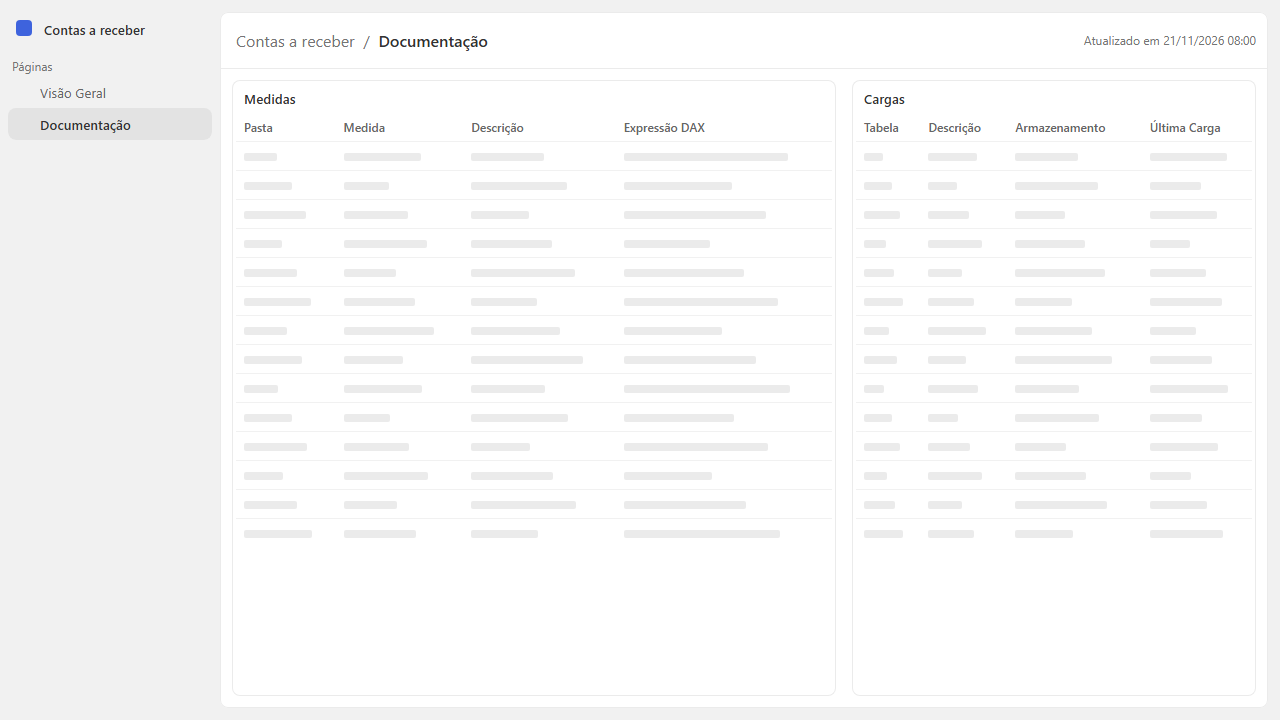 Contas a receber
Páginas
Visão Geral
Documentação
Contas a receber / Documentação
Atualizado em 21/11/2026 08:00
Medidas
Pasta Medida Descrição Expressão DAX
Cargas
Tabela Descrição Armazenamento Última Carga